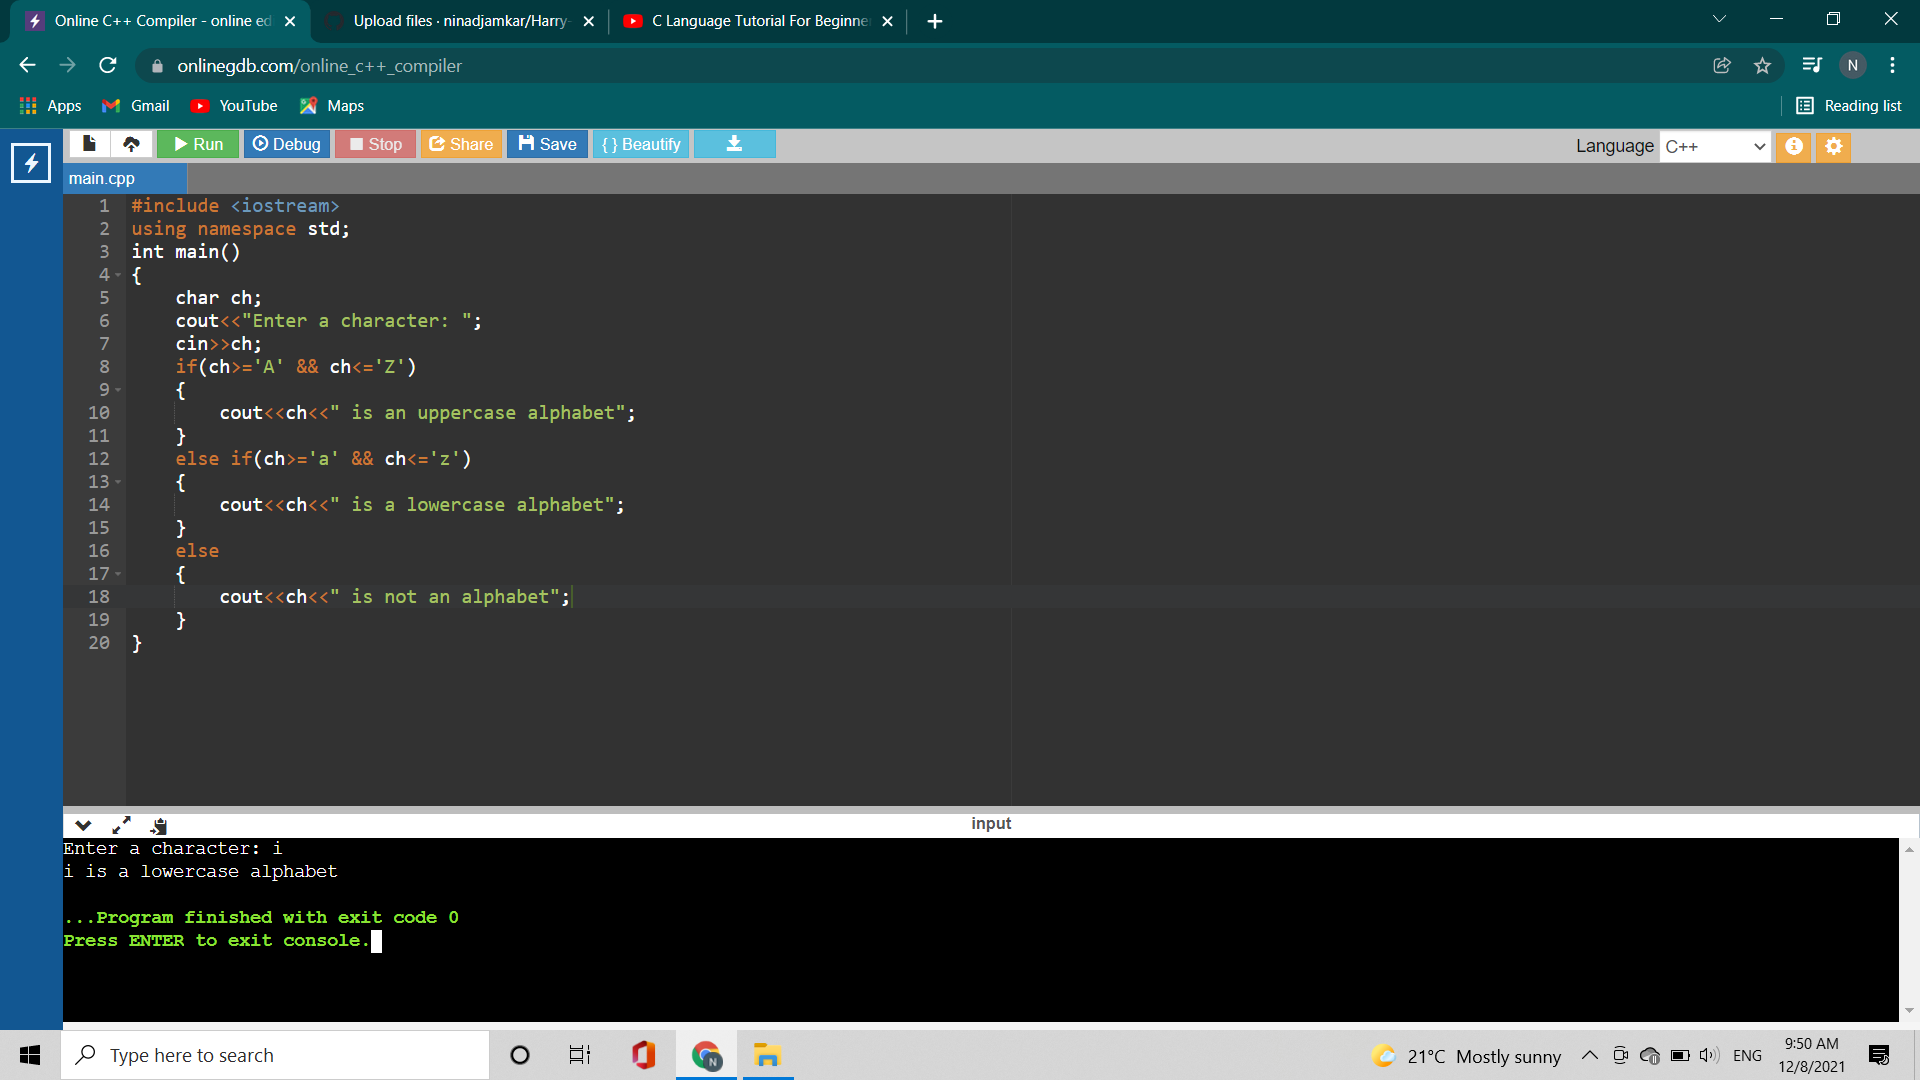 Online C++ Compiler - online ed
Upload files · ninadjamkar/Harry-
C Language Tutorial For Beginne
onlinegdb.com/online_c++_compiler
N
Apps
Gmail
YouTube
Maps
Reading list
Run
Debug
Stop
Share
Save
{ } Beautify
Language
C++
main.cpp
1 #include <iostream>
2 using namespace std;
3 int main()
4 {
5     char ch;
6     cout<<"Enter a character: ";
7     cin>>ch;
8     if(ch>='A' && ch<='Z')
9     {
10         cout<<ch<<" is an uppercase alphabet";
11     }
12     else if(ch>='a' && ch<='z')
13     {
14         cout<<ch<<" is a lowercase alphabet";
15     }
16     else
17     {
18         cout<<ch<<" is not an alphabet";
19     }
20 }
input
Enter a character: i
i is a lowercase alphabet
...Program finished with exit code 0
Press ENTER to exit console.
Type here to search
N
21°C Mostly sunny
ENG
9:50 AM
12/8/2021